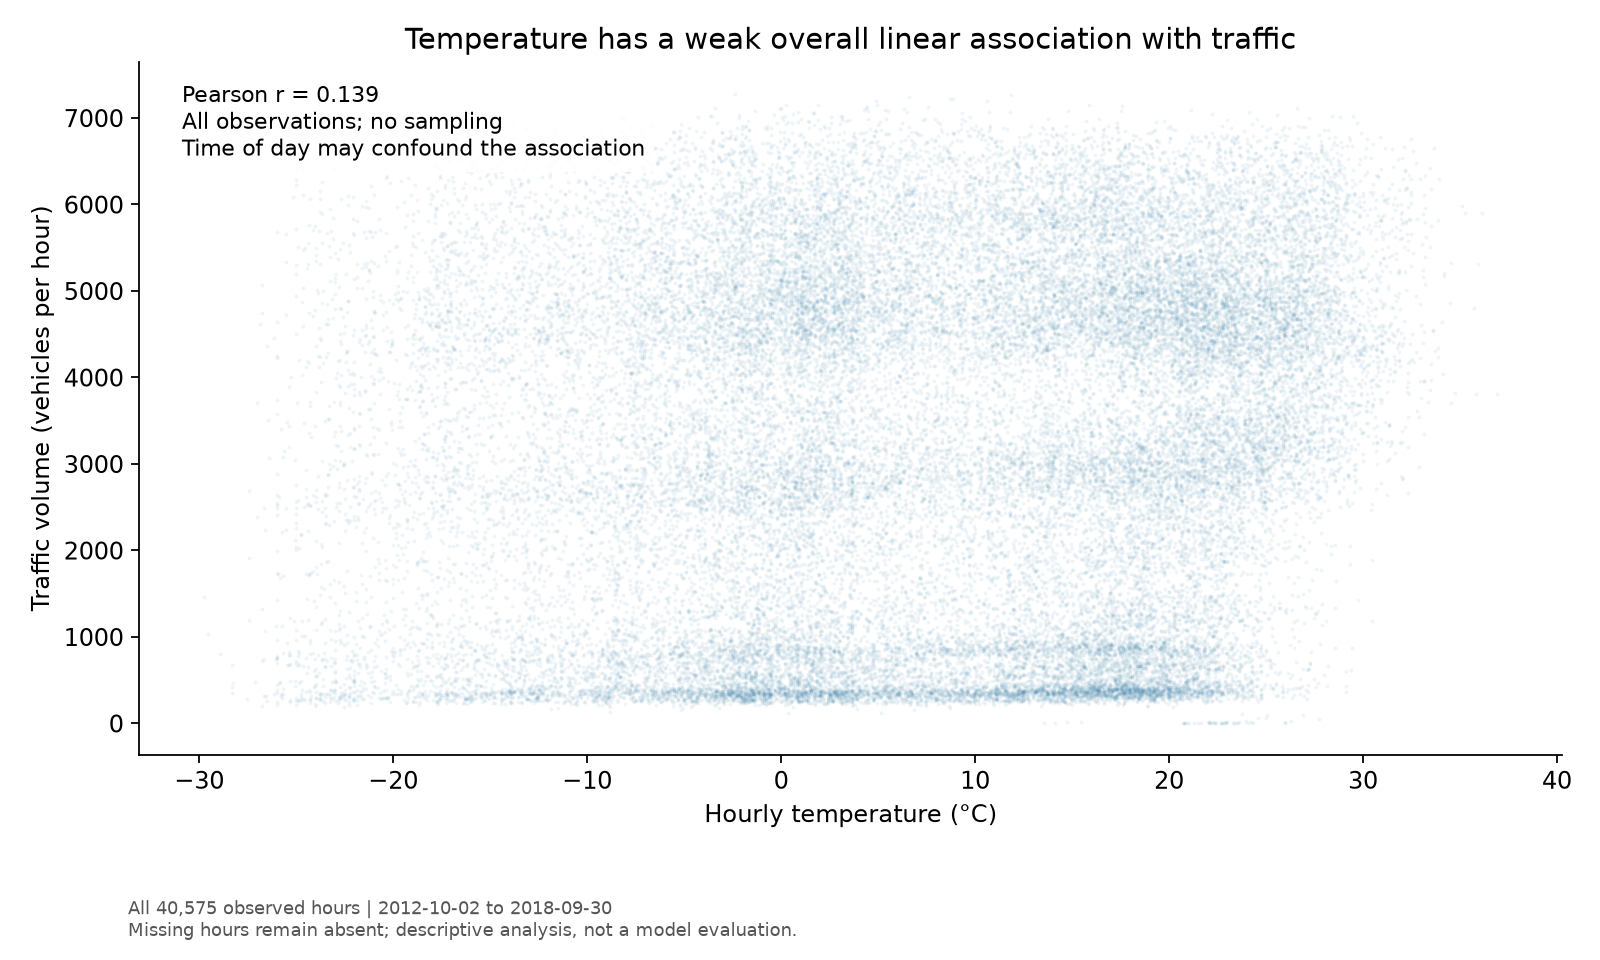 Temperature has a weak overall linear association with traffic
Pearson r = 0.139
All observations; no sampling
Time of day may confound the association
Traffic volume (vehicles per hour)
7000
6000
5000
4000
3000
2000
1000
0
−30
−20
−10
0
10
20
30
40
Hourly temperature (°C)
All 40,575 observed hours | 2012-10-02 to 2018-09-30
Missing hours remain absent; descriptive analysis, not a model evaluation.